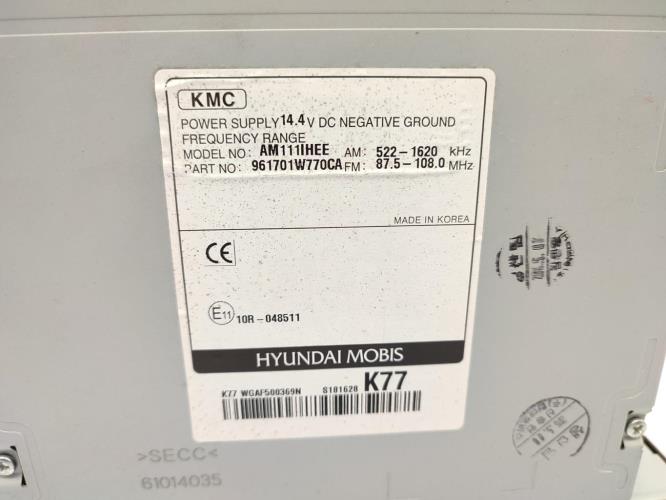 KMC
POWER SUPPLY 14.4 V DC NEGATIVE GROUND
FREQUENCY RANGE
MODEL NO: AM111IHEE AM: 522-1620 kHz
PART NO: 961701W770CA FM: 87.5-108.0 MHz
MADE IN KOREA
CE
E11 10R-048511
HYUNDAI MOBIS
K77 WGAF500369N S181628 K77
>SECC<
61014035